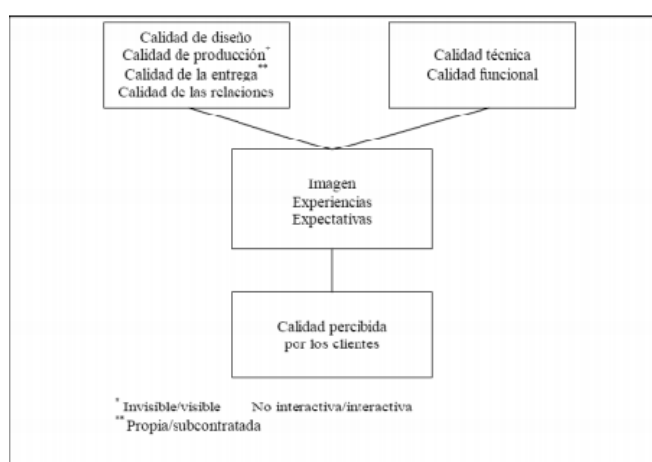 Calidad de diseño
Calidad de producción*
Calidad de la entrega**
Calidad de las relaciones
Calidad técnica
Calidad funcional
Imagen
Experiencias
Expectativas
Calidad percibida
por los clientes
* Invisible/visible No interactiva/interactiva
** Propia/subcontratada